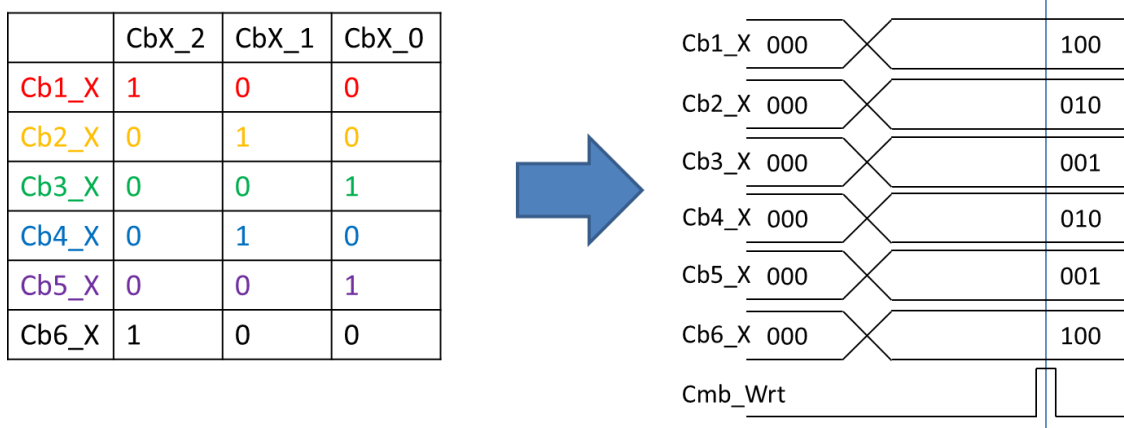 CbX_2 CbX_1 CbX_0
Cb1_X 1 0 0
Cb2_X 0 1 0
Cb3_X 0 0 1
Cb4_X 0 1 0
Cb5_X 0 0 1
Cb6_X 1 0 0
Cb1_X 000 100
Cb2_X 000 010
Cb3_X 000 001
Cb4_X 000 010
Cb5_X 000 001
Cb6_X 000 100
Cmb_Wrt